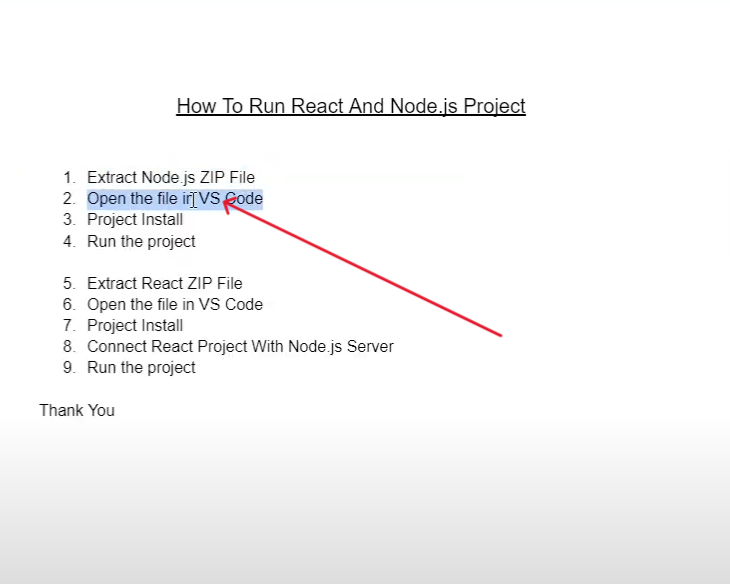 How To Run React And Node.js Project
1. Extract Node.js ZIP File
2. Open the file in VS Code
3. Project Install
4. Run the project
5. Extract React ZIP File
6. Open the file in VS Code
7. Project Install
8. Connect React Project With Node.js Server
9. Run the project
Thank You